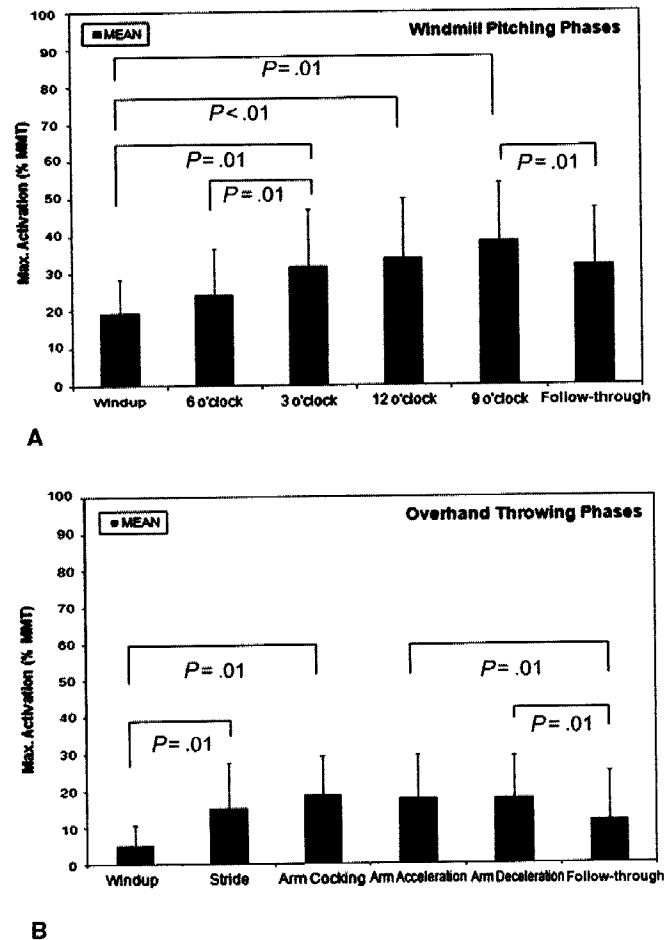 Windmill Pitching Phases
MEAN
100
90
80
70
60
50
40
30
20
10
0
Max. Activation (% MMT)
P= .01
P< .01
P= .01
P= .01
P= .01
Windup 6 o'clock 3 o'clock 12 o'clock 9 o'clock Follow-through
A
Overhand Throwing Phases
MEAN
100
90
80
70
60
50
40
30
20
10
0
Max. Activation (% MMT)
P= .01
P= .01
P= .01
P= .01
Windup Stride Arm Cocking Arm Acceleration Arm Deceleration Follow-through
B